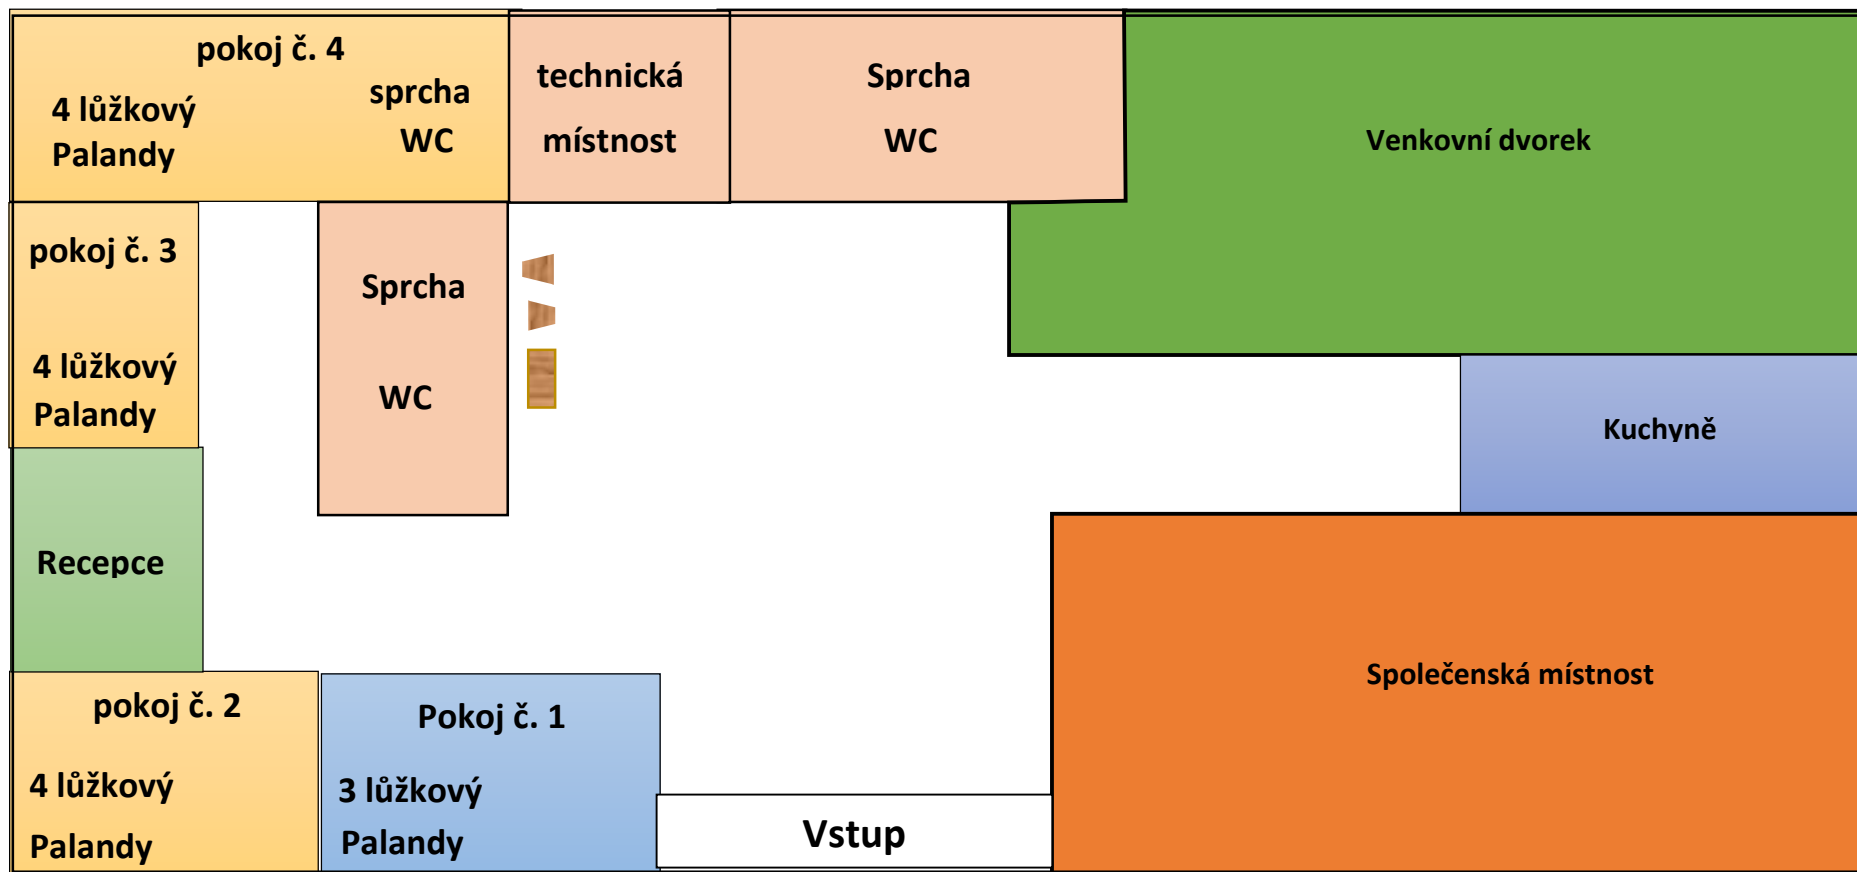 pokoj č. 4
4 lůžkový
Palandy
sprcha
WC
technická
místnost
Sprcha
WC
Venkovní dvorek
pokoj č. 3
4 lůžkový
Palandy
Sprcha
WC
Kuchyně
Recepce
Společenská místnost
pokoj č. 2
4 lůžkový
Palandy
Pokoj č. 1
3 lůžkový
Palandy
Vstup